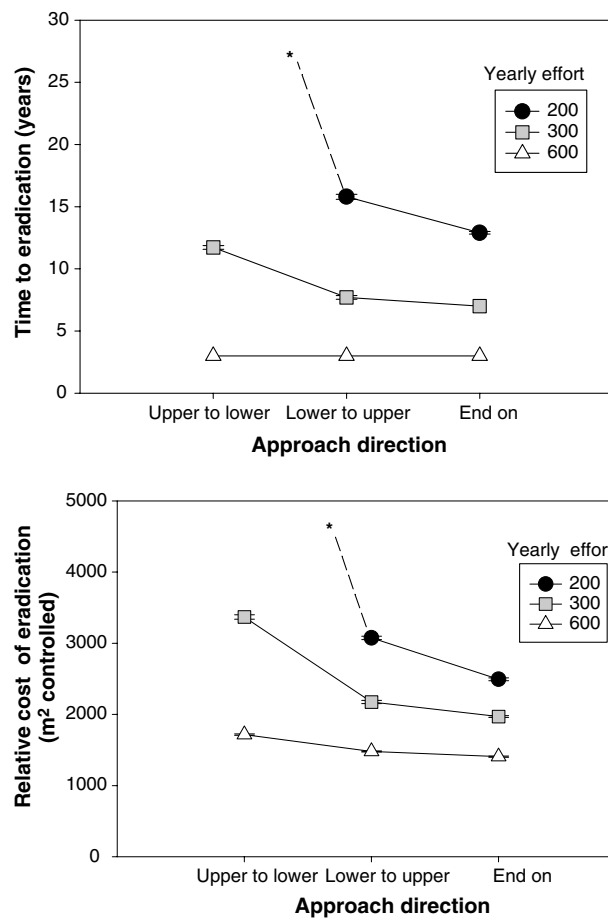 30
25
20
15
10
5
0
Time to eradication (years)
*
Yearly effort
200
300
600
Upper to lower
Lower to upper
End on
Approach direction
5000
4000
3000
2000
1000
0
Relative cost of eradication
(m² controlled)
*
Yearly effort
200
300
600
Upper to lower
Lower to upper
End on
Approach direction